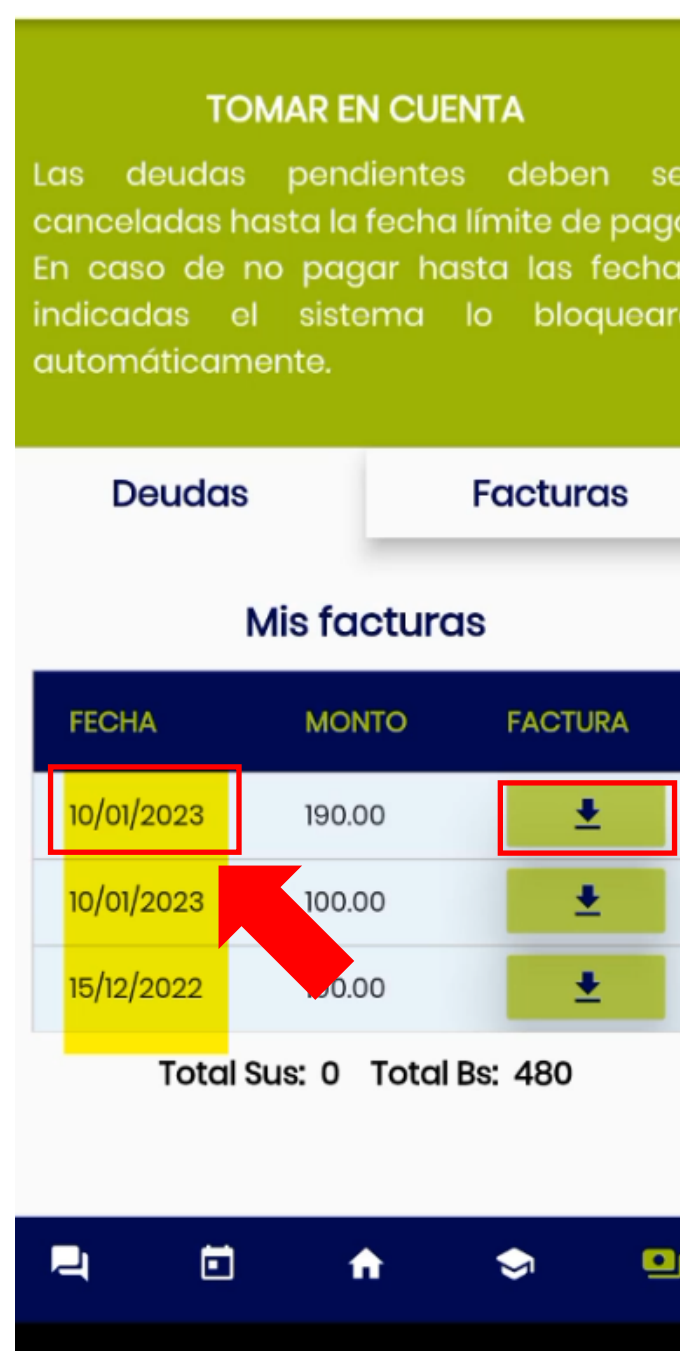 TOMAR EN CUENTA
Las deudas pendientes deben se
canceladas hasta la fecha límite de pago
En caso de no pagar hasta las fecha
indicadas el sistema lo bloquear
automáticamente.
Deudas Facturas
Mis facturas
FECHA MONTO FACTURA
10/01/2023 190.00
10/01/2023 100.00
15/12/2022
Total Sus: 0 Total Bs: 480